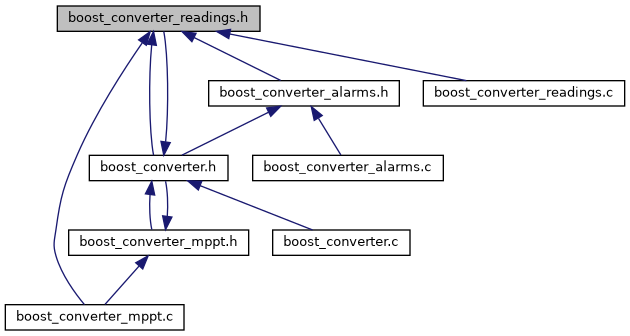 boost_converter_readings.h
boost_converter_alarms.h
boost_converter_readings.c
boost_converter.h
boost_converter_alarms.c
boost_converter_mppt.h
boost_converter.c
boost_converter_mppt.c